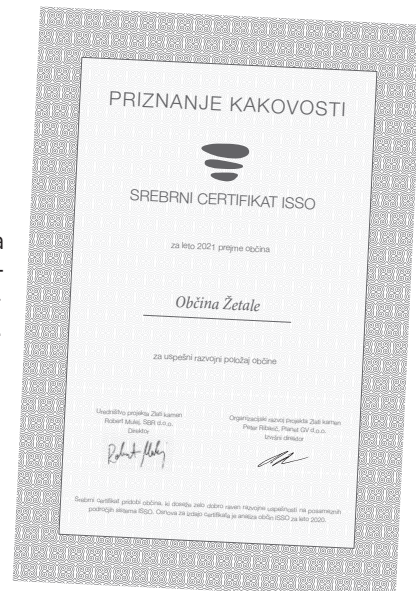 PRIZNANJE KAKOVOSTI
SREBRNI CERTIFIKAT ISSO
za leto 2021 prejme občina
Občina Žetale
za uspešni razvojni položaj občine
Uredništvo projekta Zlati kamen
Robert Mulej, SBR d.o.o.
Direktor
Organizacijski razvoj projekta Zlati kamen
Peter Ribarič, Planet GV d.o.o.
Izvršni direktor
Srebrni certifikat pridobi občina, ki dosega zelo dobro raven razvojne uspešnosti na posameznih
področjih sistema ISSO. Osnova za izdajo certifikata je analiza občin ISSO za leto 2020.